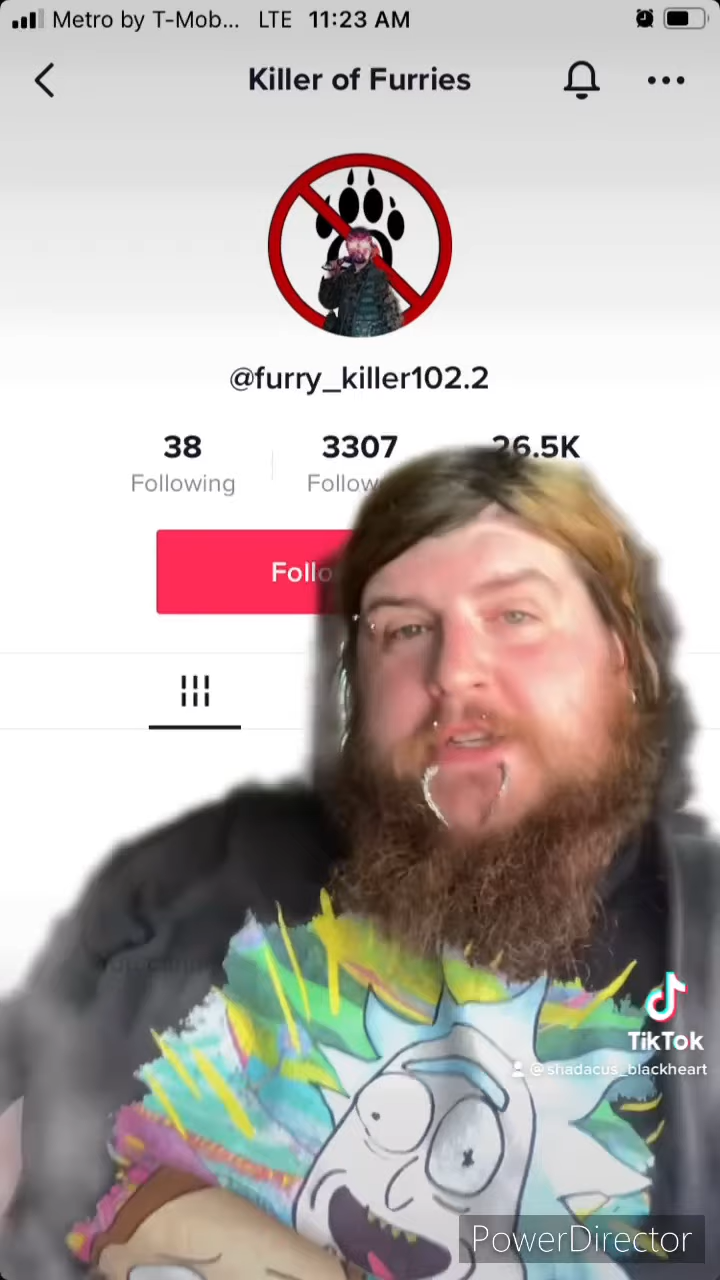 Metro by T-Mob... LTE 11:23 AM
Killer of Furries
@furry_killer102.2
38 3307 26.5K
Following Follow
Follo
TikTok
@shadacus_blackheart
PowerDirector